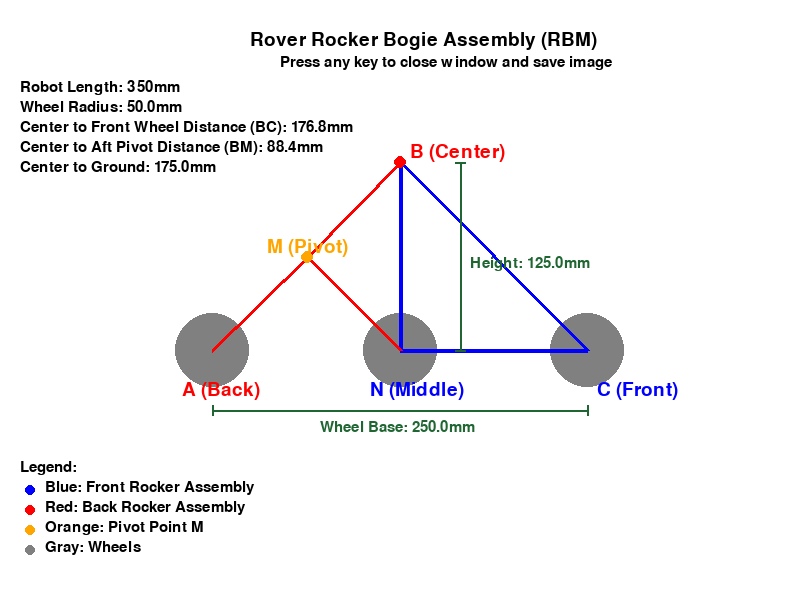 Rover Rocker Bogie Assembly (RBM)
Press any key to close window and save image
Robot Length: 350mm
Wheel Radius: 50.0mm
Center to Front Wheel Distance (BC): 176.8mm
Center to Aft Pivot Distance (BM): 88.4mm
Center to Ground: 175.0mm
B (Center)
M (Pivot)
Height: 125.0mm
A (Back)
N (Middle)
C (Front)
Wheel Base: 250.0mm
Legend:
Blue: Front Rocker Assembly
Red: Back Rocker Assembly
Orange: Pivot Point M
Gray: Wheels